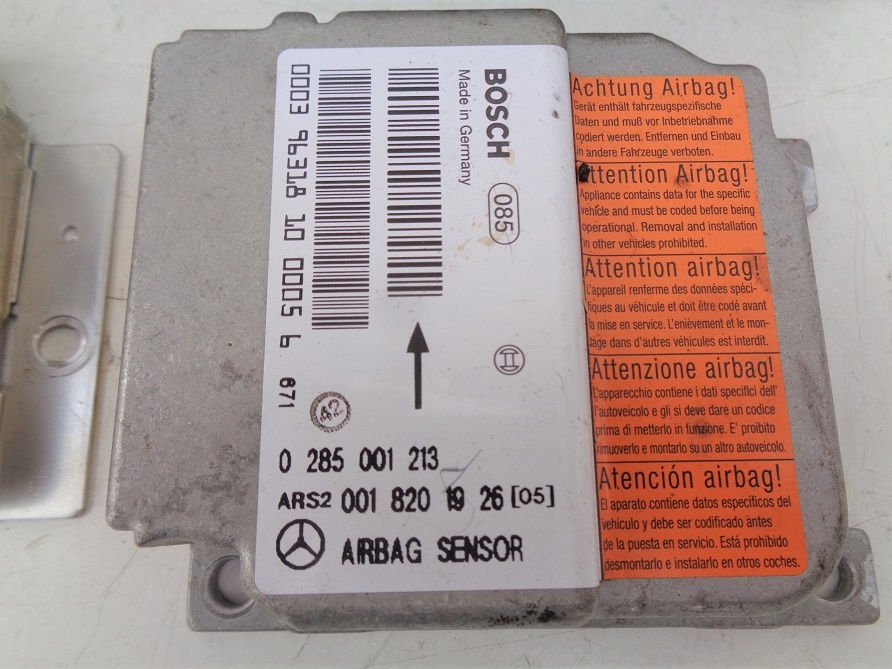 BOSCH
Made in Germany
085
0003 96318 10 0005 6 671
82
0 285 001 213
ARS2 001 820 19 26 [05]
AIRBAG SENSOR
Achtung Airbag!
Gerät enthält fahrzeugspezifische
Daten und muß vor Inbetriebnahme
codiert werden. Entfernen und Einbau
in andere Fahrzeuge verboten.
Attention Airbag!
Appliance contains data for the specific
vehicle and must be coded before being
operational. Removal and installation
in other vehicles prohibited.
Attention airbag!
L'appareil renferme des données spéci-
fiques au véhicule et doit être codé avant
la mise en service. L'enièvement et le mon-
tage dans d'autres véhicules est interdit.
Attenzione airbag!
L'apparecchio contiene i dati specifici dell'
l'autoveicolo e gli si deve dare un codice
prima di metterlo in funzione. E' proibito
rimuoverlo e montarlo su un altro autoveicolo.
Atención airbag!
El aparato contiene datos especificos del
vehículo y debe ser codificado antes
de la puesta en servicio. Está prohibido
desmontarlo e instalarlo en otros coches.